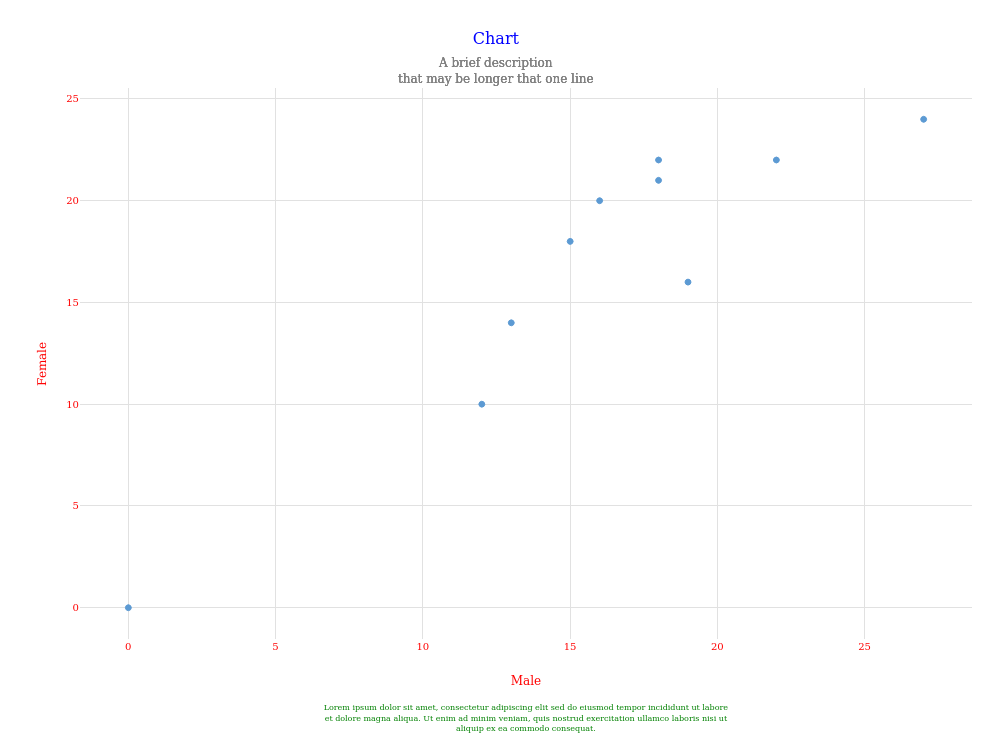 Chart
A brief description
that may be longer that one line
25
20
15
10
5
0
Female
0 5 10 15 20 25
Male
Lorem ipsum dolor sit amet, consectetur adipiscing elit sed do eiusmod tempor incididunt ut labore
et dolore magna aliqua. Ut enim ad minim veniam, quis nostrud exercitation ullamco laboris nisi ut
aliquip ex ea commodo consequat.